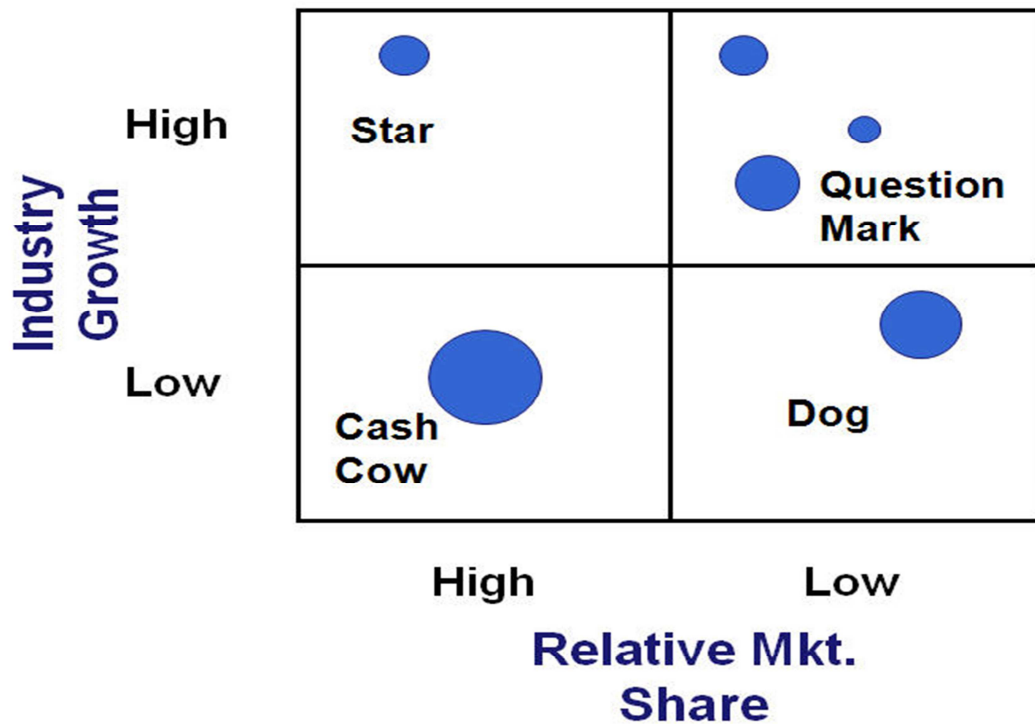 High
Star
Question
Mark
Industry
Growth
Low
Cash
Cow
Dog
High
Low
Relative Mkt.
Share